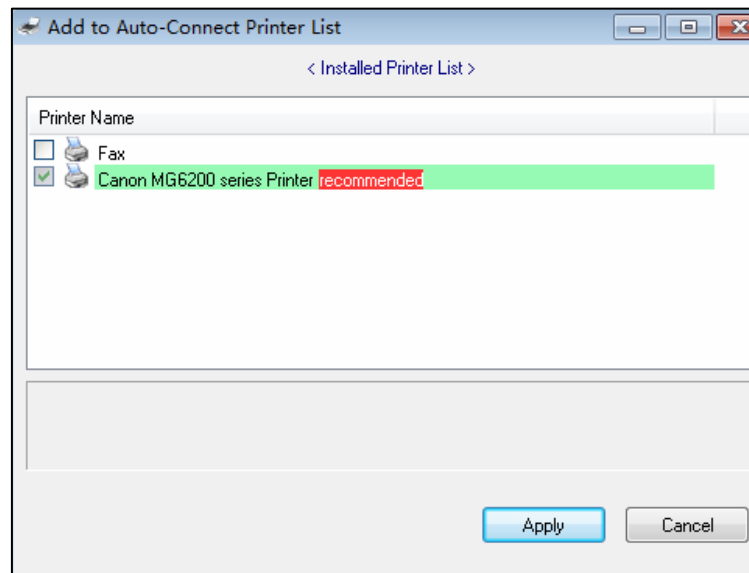 Add to Auto-Connect Printer List
< Installed Printer List >
Printer Name
Fax
Canon MG6200 series Printer recommended
Apply
Cancel